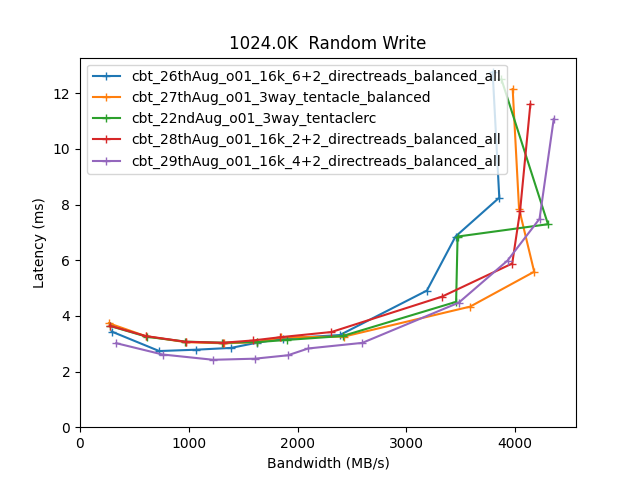 1024.0K  Random Write
cbt_26thAug_o01_16k_6+2_directreads_balanced_all
cbt_27thAug_o01_3way_tentacle_balanced
cbt_22ndAug_o01_3way_tentaclerc
cbt_28thAug_o01_16k_2+2_directreads_balanced_all
cbt_29thAug_o01_16k_4+2_directreads_balanced_all
Latency (ms)
12
10
8
6
4
2
0
0 1000 2000 3000 4000
Bandwidth (MB/s)